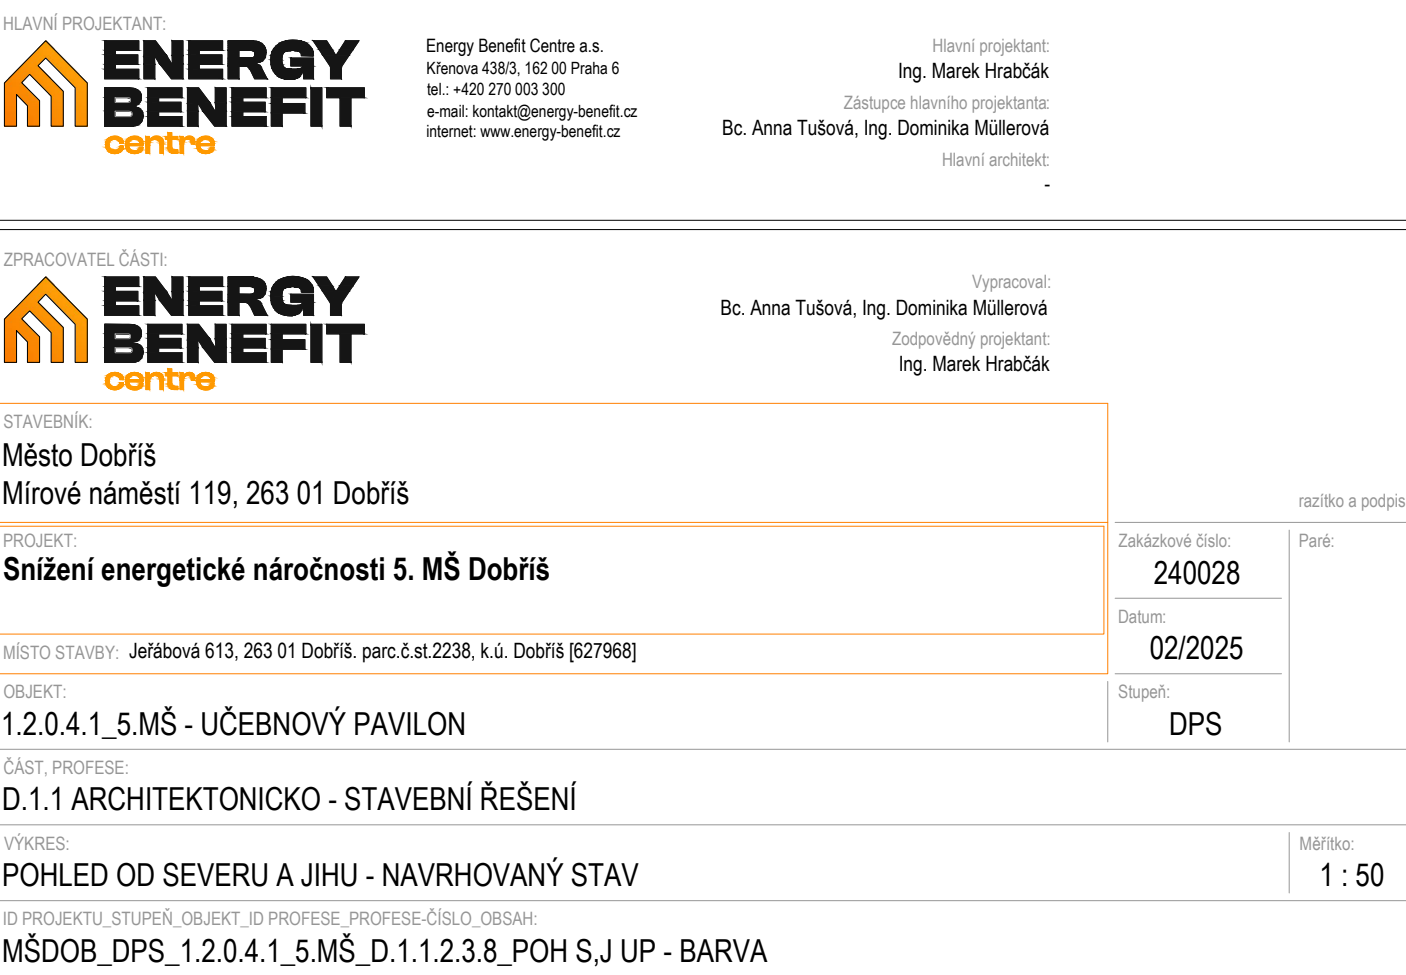 HLAVNÍ PROJEKTANT:
ENERGY
BENEFIT
centre
Energy Benefit Centre a.s.
Křenova 438/3, 162 00 Praha 6
tel.: +420 270 003 300
e-mail: kontakt@energy-benefit.cz
internet: www.energy-benefit.cz
Hlavní projektant:
Ing. Marek Hrabčák
Zástupce hlavního projektanta:
Bc. Anna Tušová, Ing. Dominika Müllerová
Hlavní architekt:
-
ZPRACOVATEL ČÁSTI:
ENERGY
BENEFIT
centre
Vypracoval:
Bc. Anna Tušová, Ing. Dominika Müllerová
Zodpovědný projektant:
Ing. Marek Hrabčák
STAVEBNÍK:
Město Dobříš
Mírové náměstí 119, 263 01 Dobříš
razítko a podpis
PROJEKT:
Snížení energetické náročnosti 5. MŠ Dobříš
Zakázkové číslo:
240028
Paré:
Datum:
02/2025
MÍSTO STAVBY: Jeřábová 613, 263 01 Dobříš. parc.č.st.2238, k.ú. Dobříš [627968]
OBJEKT:
1.2.0.4.1_5.MŠ - UČEBNOVÝ PAVILON
Stupeň:
DPS
ČÁST, PROFESE:
D.1.1 ARCHITEKTONICKO - STAVEBNÍ ŘEŠENÍ
VÝKRES:
POHLED OD SEVERU A JIHU - NAVRHOVANÝ STAV
Měřítko:
1 : 50
ID PROJEKTU_STUPEŇ_OBJEKT_ID PROFESE_PROFESE-ČÍSLO_OBSAH:
MŠDOB_DPS_1.2.0.4.1_5.MŠ_D.1.1.2.3.8_POH S,J UP - BARVA